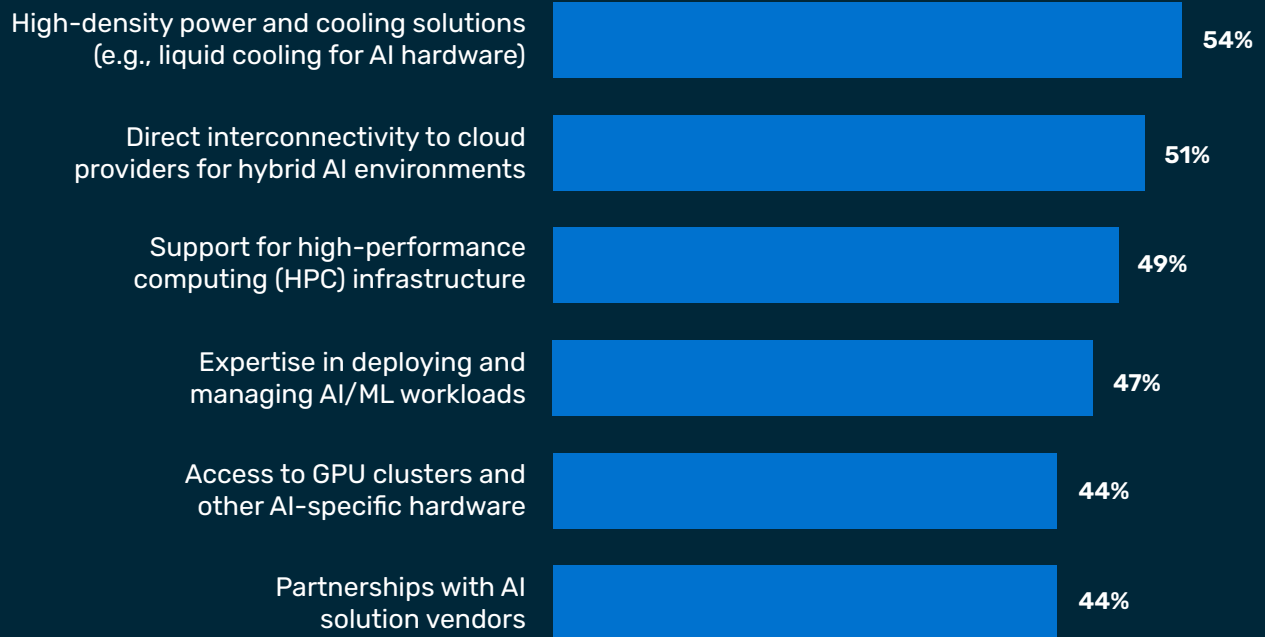 High-density power and cooling solutions
(e.g., liquid cooling for AI hardware)
54%
Direct interconnectivity to cloud
providers for hybrid AI environments
51%
Support for high-performance
computing (HPC) infrastructure
49%
Expertise in deploying and
managing AI/ML workloads
47%
Access to GPU clusters and
other AI-specific hardware
44%
Partnerships with AI
solution vendors
44%